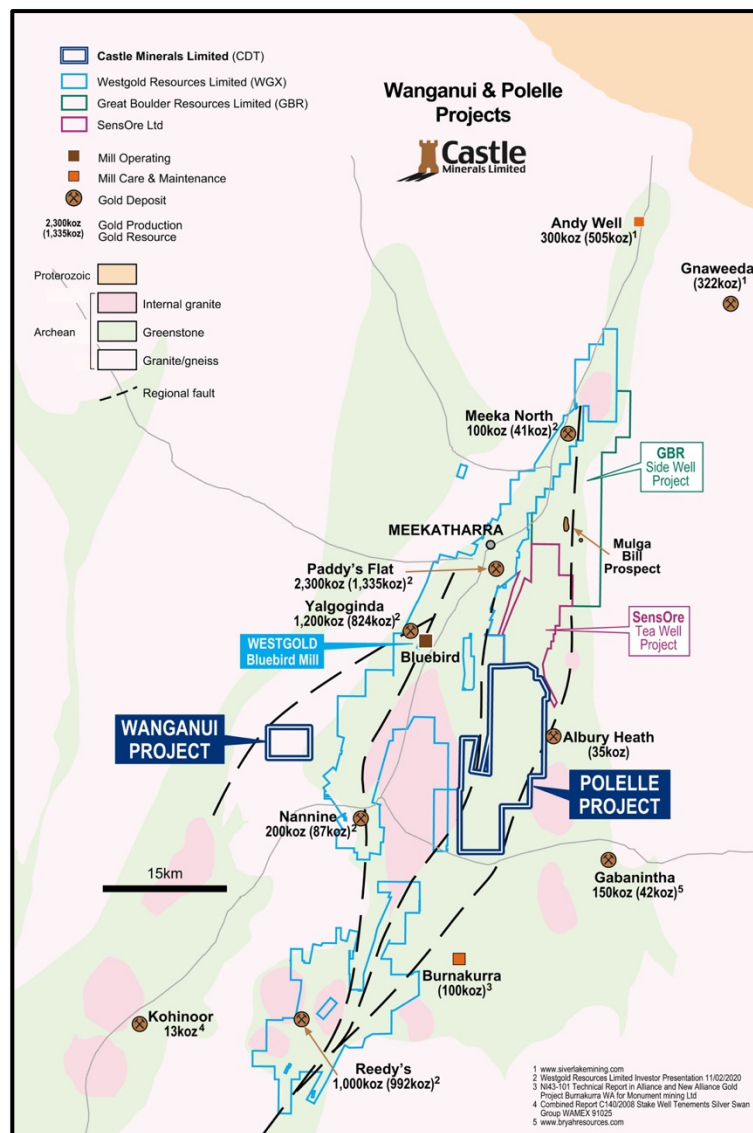 Castle Minerals Limited (CDT)
Westgold Resources Limited (WGX)
Great Boulder Resources Limited (GBR)
SensOre Ltd
Mill Operating
Mill Care & Maintenance
Gold Deposit
2,300koz Gold Production
(1,335koz) Gold Resource
Proterozoic
Internal granite
Archean Greenstone
Granite/gneiss
Regional fault
Wanganui & Polelle
Projects
Castle
Minerals Limited
Andy Well
300koz (505koz)1
Gnaweeda
(322koz)1
Meeka North
100koz (41koz)2
GBR
Side Well
Project
MEEKATHARRA
Mulga
Bill
Prospect
Paddy's Flat
2,300koz (1,335koz)2
Yalgoginda
1,200koz (824koz)2
WESTGOLD
Bluebird Mill
Bluebird
SensOre
Tea Well
Project
WANGANUI
PROJECT
Albury Heath
(35koz)
POLELLE
PROJECT
Nannine
200koz (87koz)2
15km
Gabanintha
150koz (42koz)5
Burnakurra
(100koz)3
Kohinoor
13koz4
Reedy's
1,000koz (992koz)2
1 www.siverlakemining.com
2 Westgold Resources Limited Investor Presentation 11/02/2020
3 NI43-101 Technical Report in Alliance and New Alliance Gold
Project Burnakurra WA for Monument mining Ltd
4 Combined Report C140/2008 Stake Well Tenements Silver Swan
Group WAMEX 91025
5 www.bryahresources.com